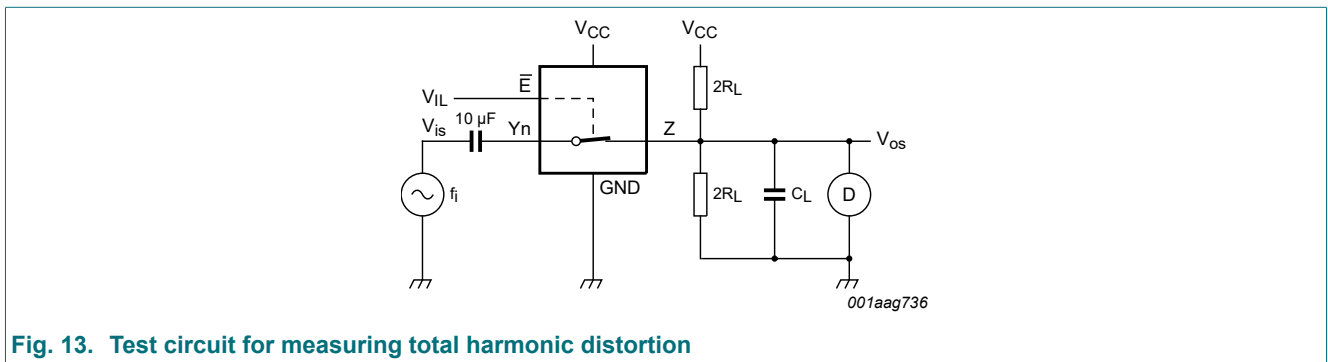 VCC VCC
E̅
2RL
VIL
Vis 10 µF Yn Z
Vos
fi
GND
2RL CL D
001aag736
Fig. 13. Test circuit for measuring total harmonic distortion